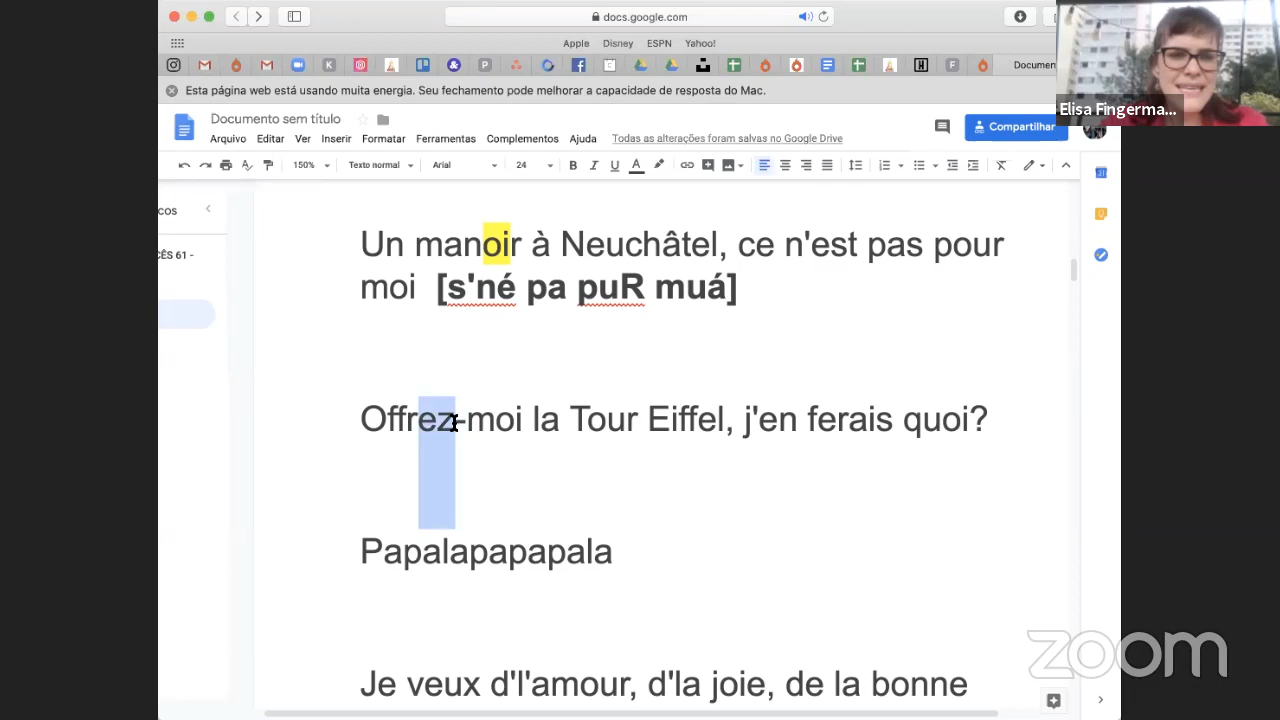 docs.google.com
Apple Disney ESPN Yahoo!
Documen
Esta página web está usando muita energia. Seu fechamento pode melhorar a capacidade de resposta do Mac.
Elisa Fingerma...
Documento sem título
Arquivo Editar Ver Inserir Formatar Ferramentas Complementos Ajuda Todas as alterações foram salvas no Google Drive
Compartilhar
150% Texto normal Arial 24 B I U A
cos
CÊS 61 -
Un manoir à Neuchâtel, ce n'est pas pour
moi [s'né pa puR muá]
Offrez-moi la Tour Eiffel, j'en ferais quoi?
Papalapapapala
Je veux d'l'amour, d'la joie, de la bonne
zoom